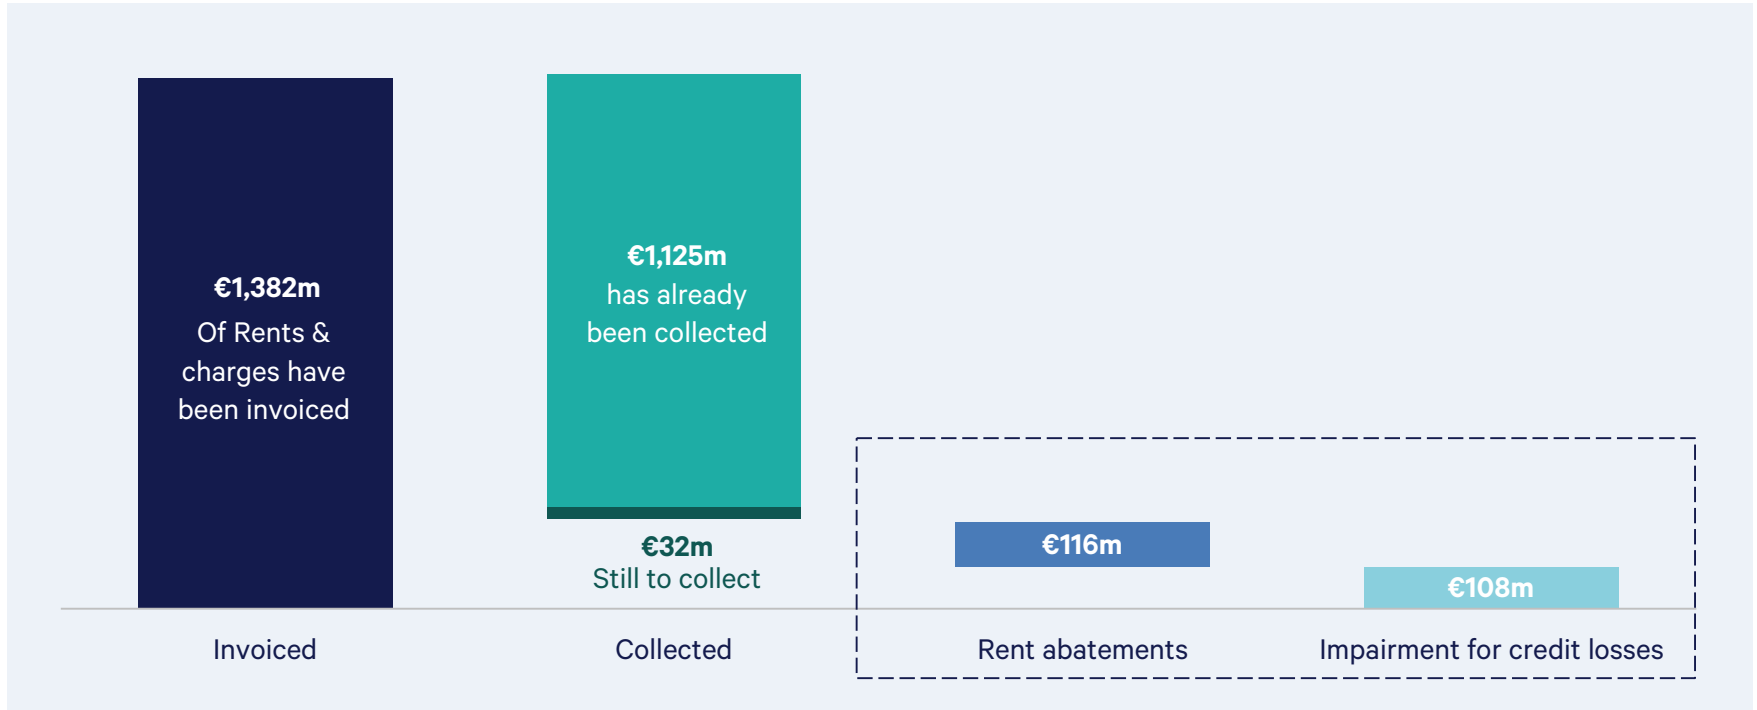 €1,382m
Of Rents &
charges have
been invoiced
€1,125m
has already
been collected
€32m
Still to collect
€116m
€108m
Invoiced
Collected
Rent abatements
Impairment for credit losses